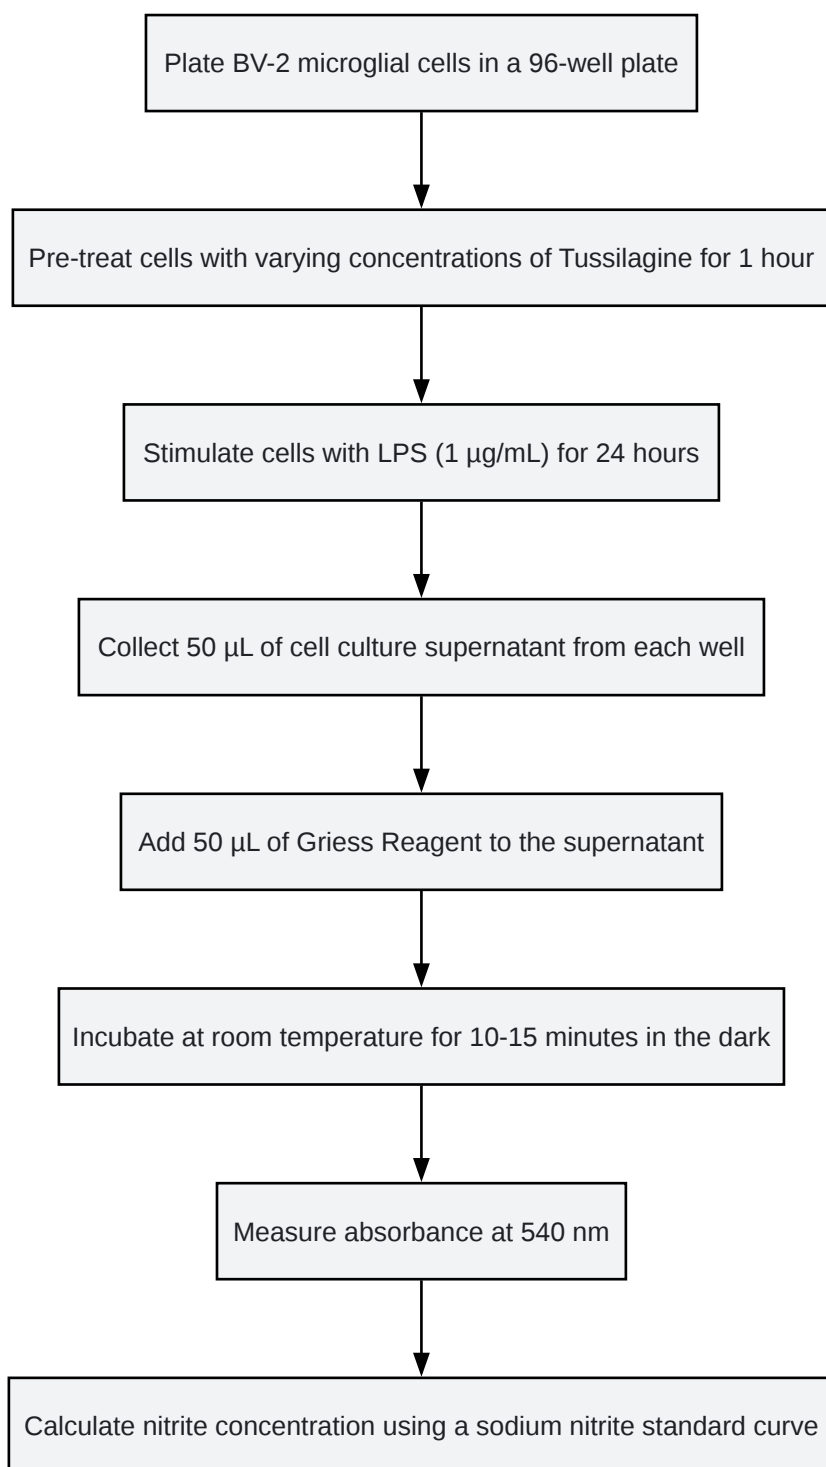 Plate BV-2 microglial cells in a 96-well plate
Pre-treat cells with varying concentrations of Tussilagine for 1 hour
Stimulate cells with LPS (1 µg/mL) for 24 hours
Collect 50 µL of cell culture supernatant from each well
Add 50 µL of Griess Reagent to the supernatant
Incubate at room temperature for 10-15 minutes in the dark
Measure absorbance at 540 nm
Calculate nitrite concentration using a sodium nitrite standard curve